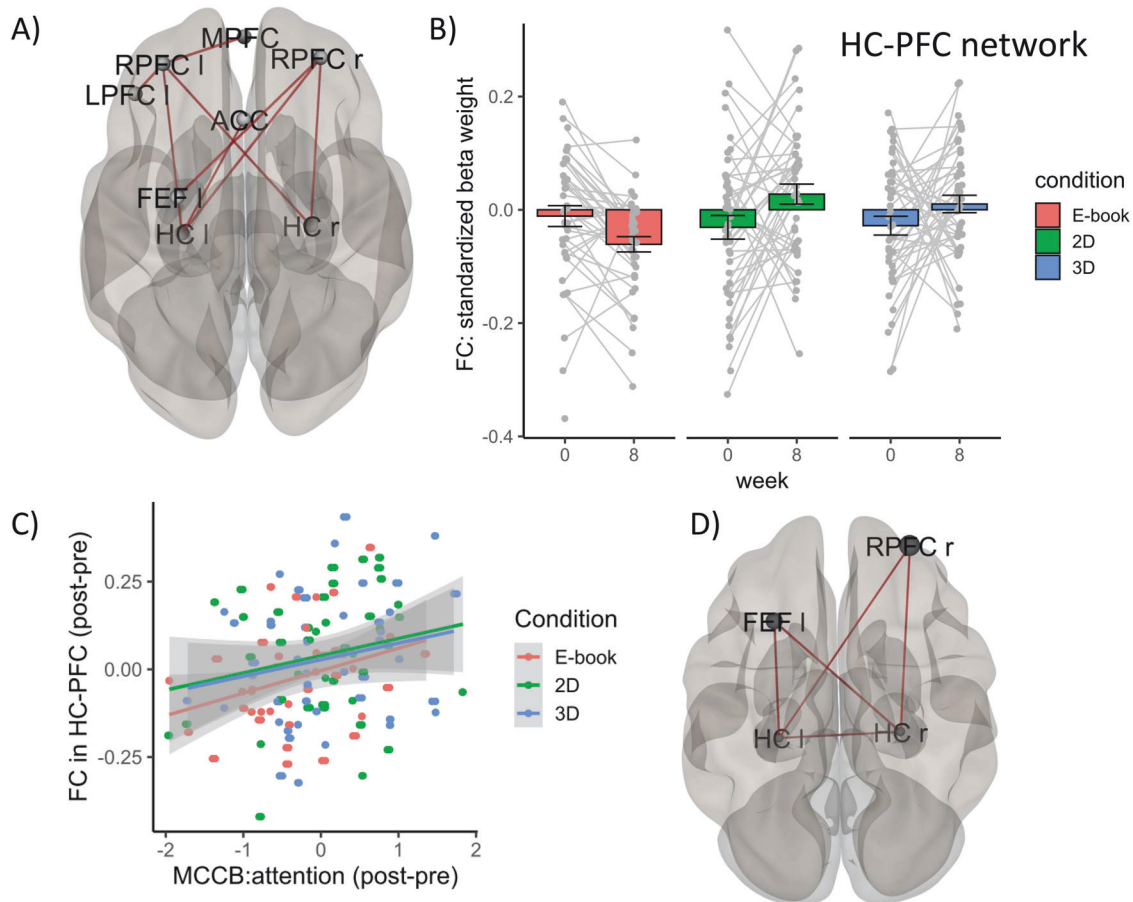 A)
MPFC
RPFC l
RPFC r
LPFC l
ACC
FEF l
HC l
HC r
B)
HC-PFC network
FC: standardized beta weight
0.2
0.0
-0.2
-0.4
0
8
0
8
0
8
week
condition
E-book
2D
3D
C)
FC in HC-PFC (post-pre)
0.25
0.00
-0.25
-2
-1
0
1
2
MCCB:attention (post-pre)
Condition
E-book
2D
3D
D)
RPFC r
FEF l
HC l
HC r